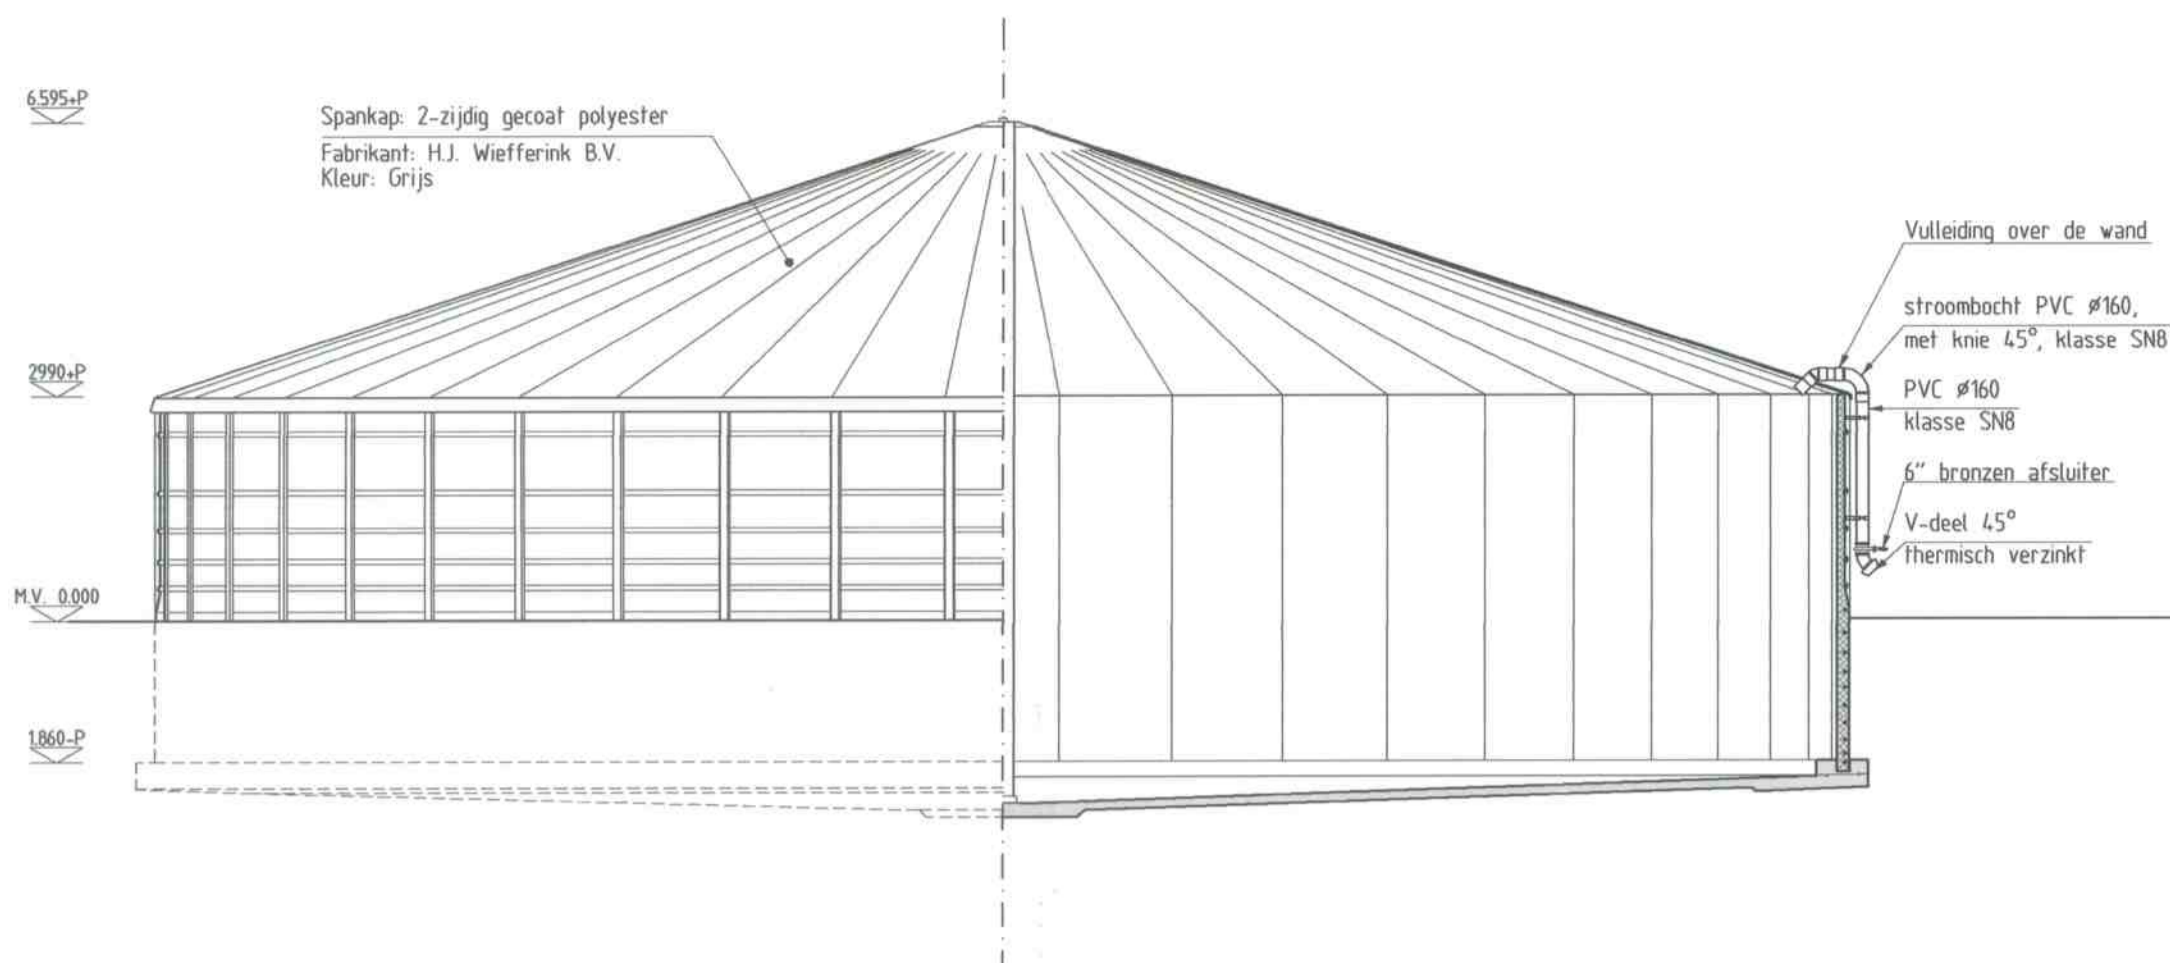 6.595+P
Spankap: 2-zijdig gecoat polyester
Fabrikant: H.J. Wiefferink B.V.
Kleur: Grijs
Vulleiding over de wand
stroombocht PVC ø160,
met knie 45°, klasse SN8
2990+P
PVC ø160
klasse SN8
6" bronzen afsluiter
V-deel 45°
thermisch verzinkt
M.V. 0.000
1.860-P